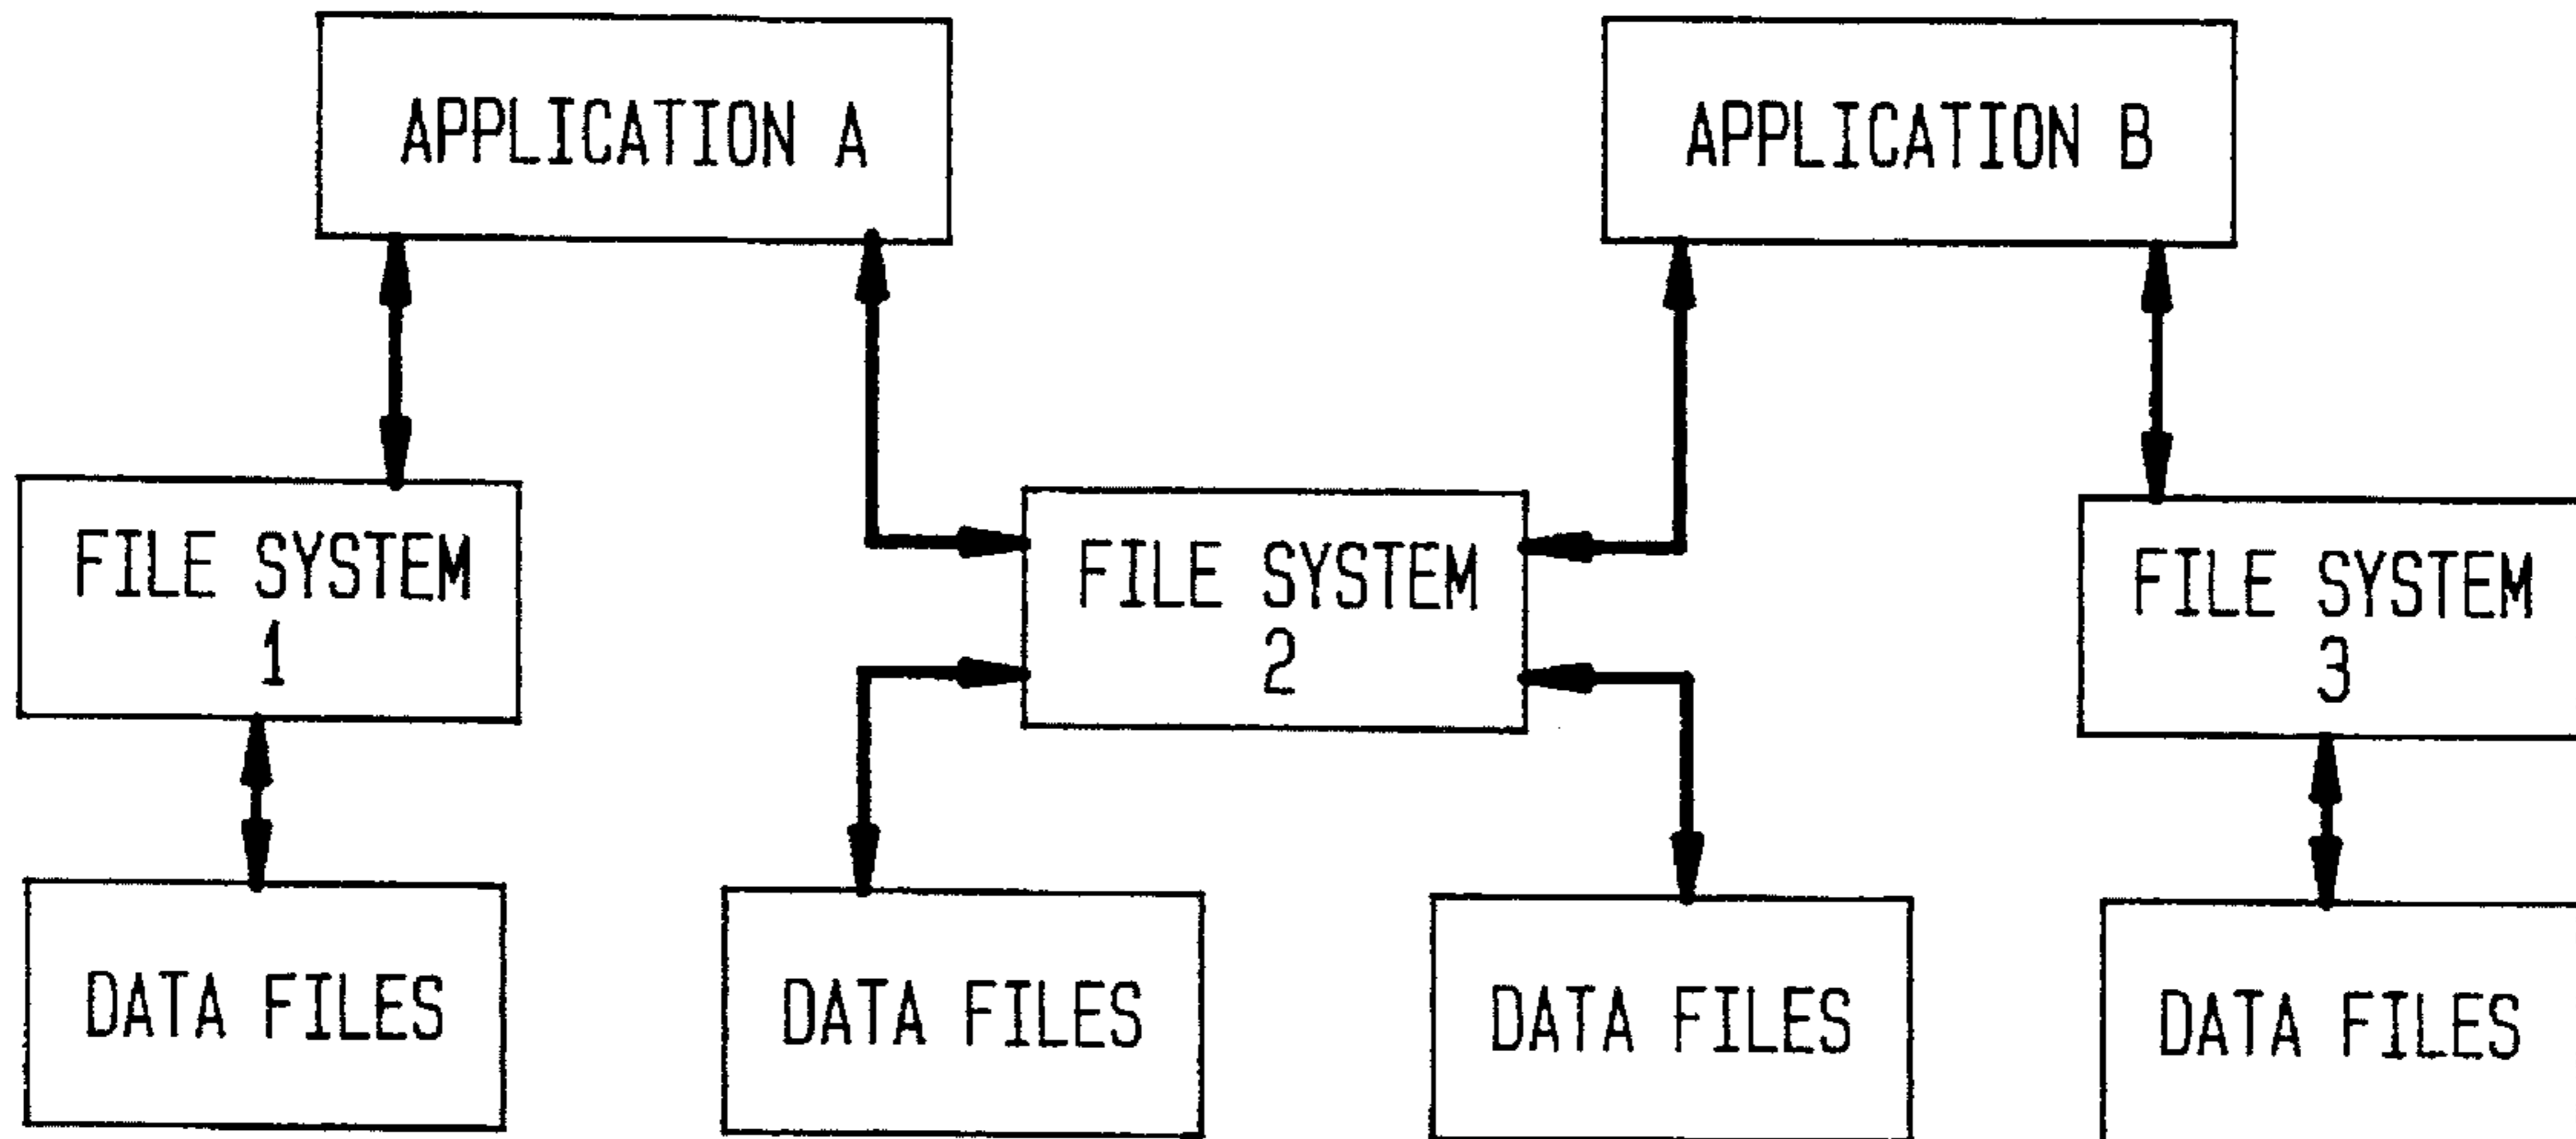 APPLICATION A
APPLICATION B
FILE SYSTEM
1
FILE SYSTEM
2
FILE SYSTEM
3
DATA FILES
DATA FILES
DATA FILES
DATA FILES